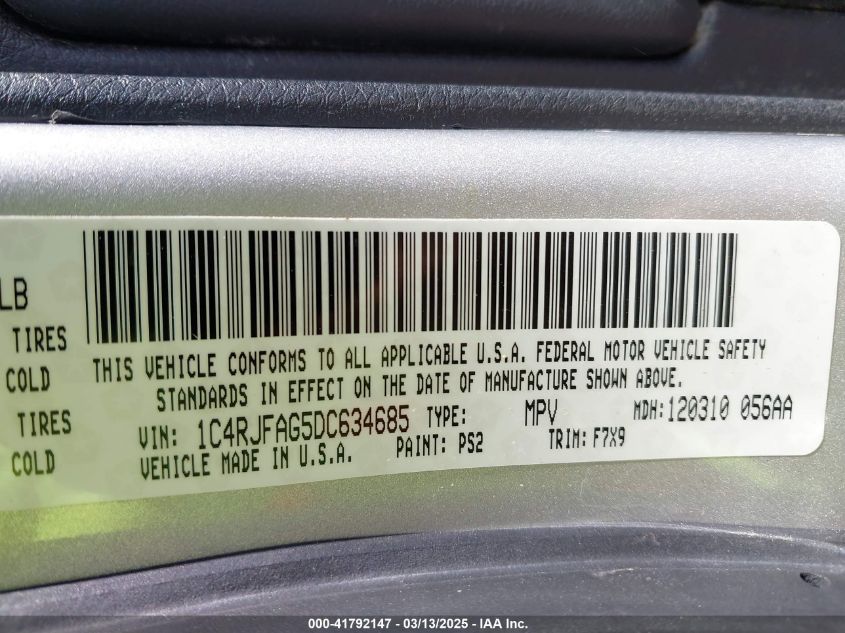 LB
TIRES
COLD
TIRES
COLD
THIS VEHICLE CONFORMS TO ALL APPLICABLE U.S.A. FEDERAL MOTOR VEHICLE SAFETY
STANDARDS IN EFFECT ON THE DATE OF MANUFACTURE SHOWN ABOVE.
VIN: 1C4RJFAG5DC634685 TYPE: MPV MDH: 120310 056AA
VEHICLE MADE IN U.S.A. PAINT: PS2 TRIM: F7X9
000-41792147 - 03/13/2025 - IAA Inc.